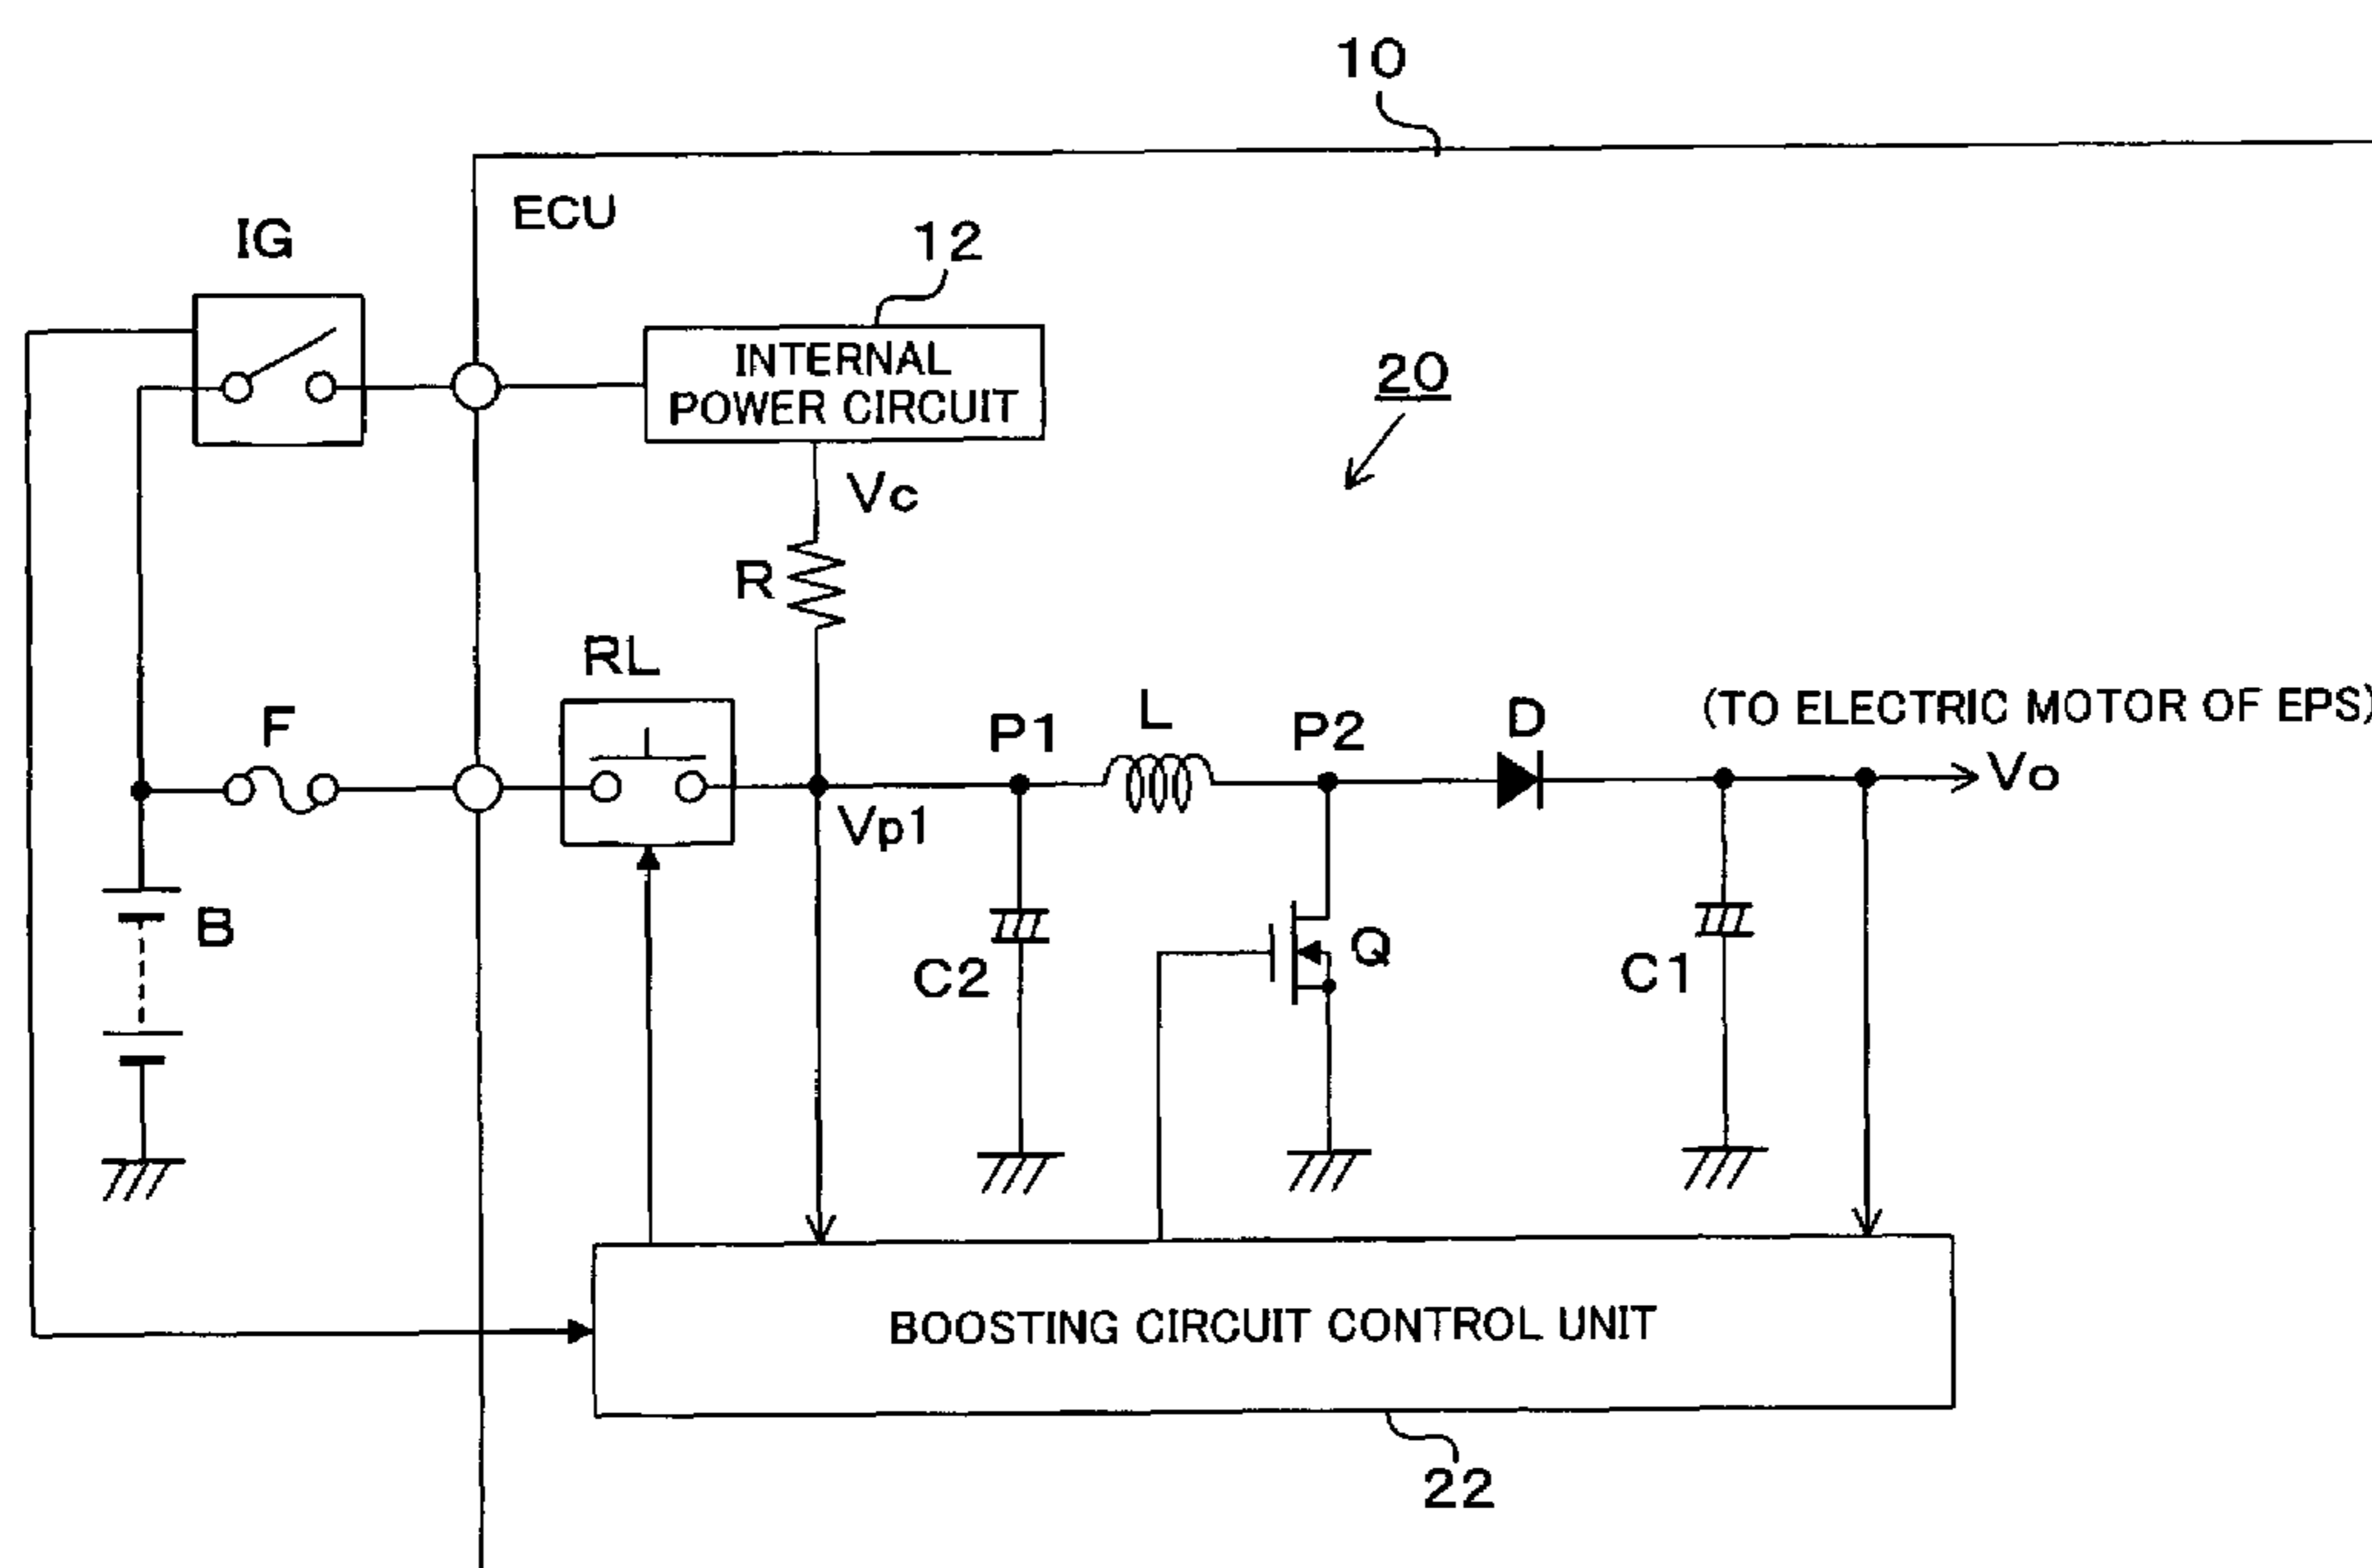 10
ECU
IG
12
INTERNAL
POWER CIRCUIT
20
Vc
R
RL
F
P1
L
P2
D
(TO ELECTRIC MOTOR OF EPS)
Vo
Vp1
B
C2
Q
C1
BOOSTING CIRCUIT CONTROL UNIT
22